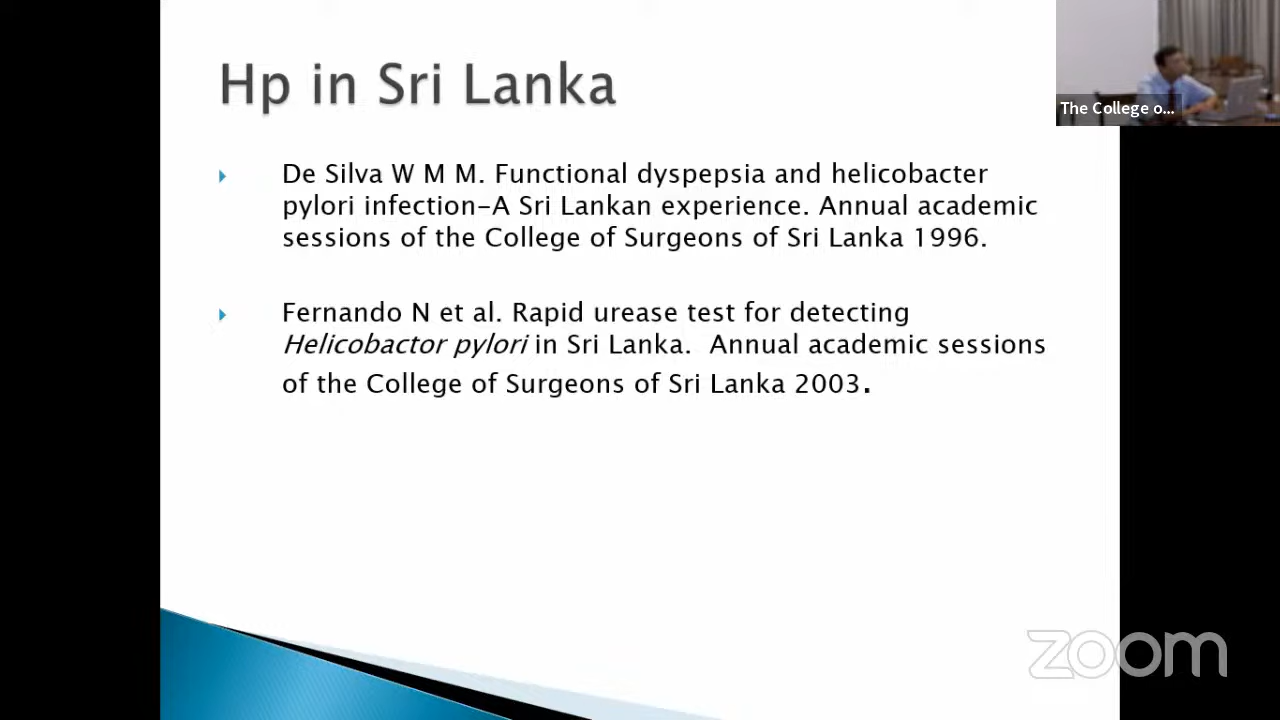 Hp in Sri Lanka
The College o...
De Silva W M M. Functional dyspepsia and helicobacter
pylori infection-A Sri Lankan experience. Annual academic
sessions of the College of Surgeons of Sri Lanka 1996.
Fernando N et al. Rapid urease test for detecting
Helicobactor pylori in Sri Lanka. Annual academic sessions
of the College of Surgeons of Sri Lanka 2003.
zoom